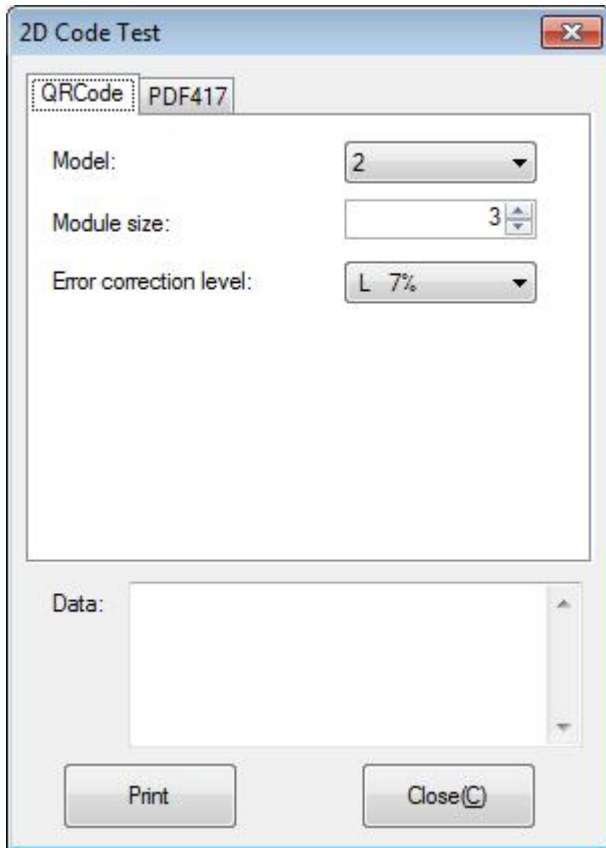 2D Code Test
QRCode PDF417
Model: 2
Module size: 3
Error correction level: L 7%
Data:
Print Close(C)